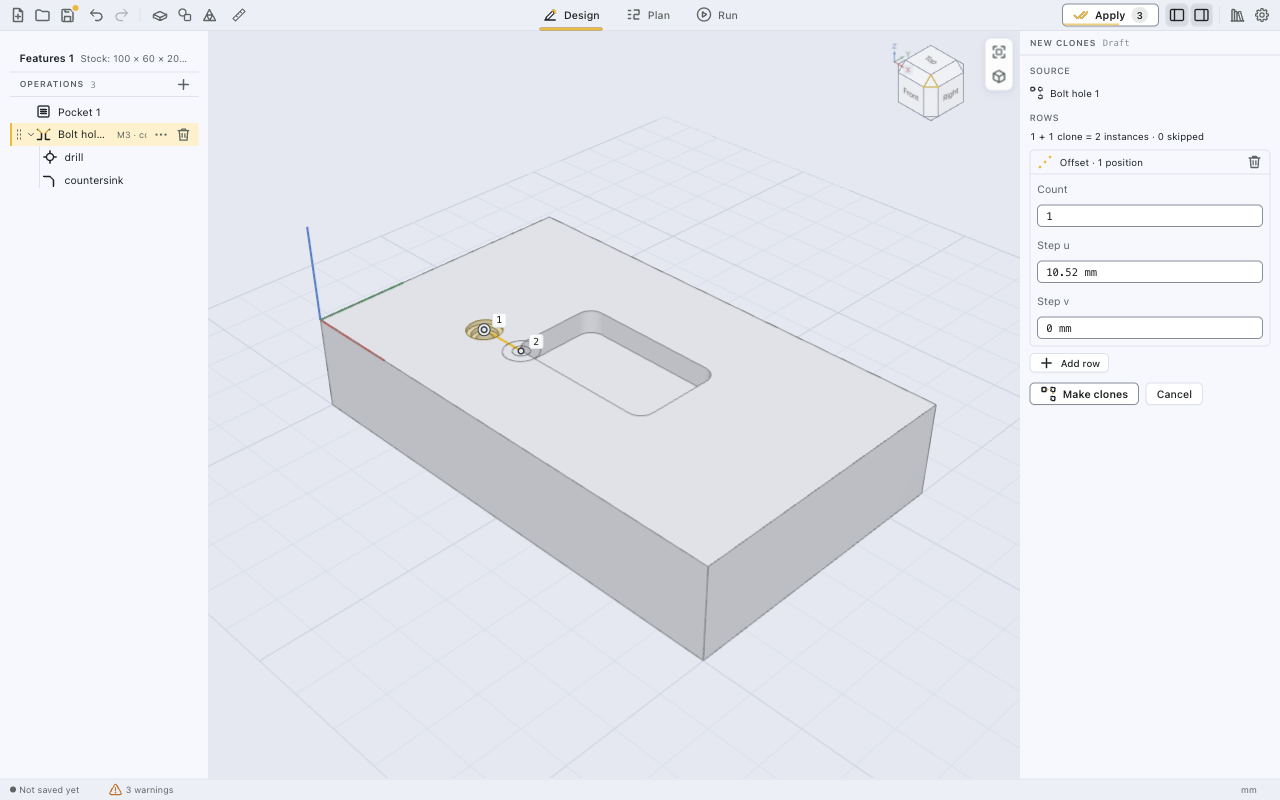 Design
Plan
Run
Apply 3
Features 1 Stock: 100 × 60 × 20...
OPERATIONS 3
Pocket 1
Bolt hol... M3 · cc
drill
countersink
Z
Y
X
Top
Front
Right
1
2
NEW CLONES Draft
SOURCE
Bolt hole 1
ROWS
1 + 1 clone = 2 instances · 0 skipped
Offset · 1 position
Count
1
Step u
10.52 mm
Step v
0 mm
Add row
Make clones
Cancel
Not saved yet
3 warnings
mm